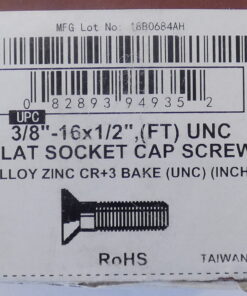 MFG Lot No: 18B0684AH
0 82893 94935 2
UPC
3/8"-16x1/2",(FT) UNC
LAT SOCKET CAP SCREW
LLOY ZINC CR+3 BAKE (UNC) (INCH
RoHS
TAIWAN